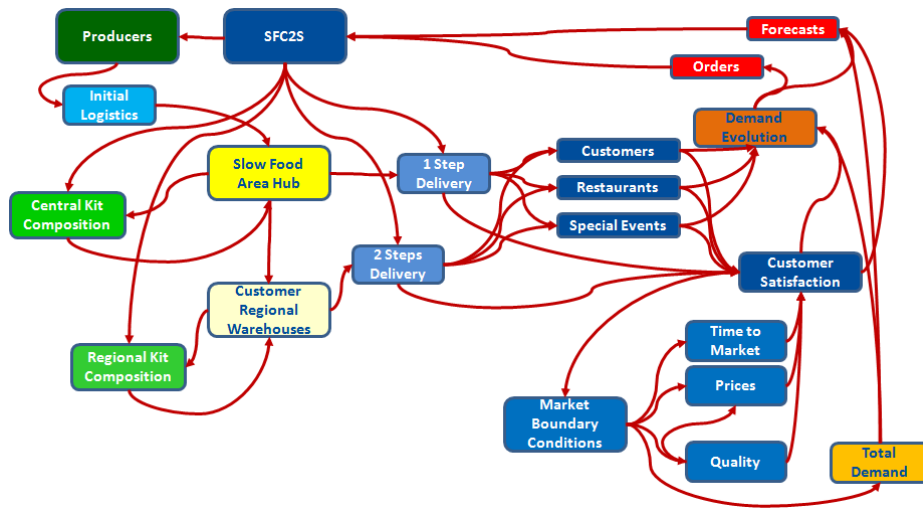 Producers
SFC2S
Forecasts
Orders
Initial
Logistics
Demand
Evolution
Slow Food
Area Hub
1 Step
Delivery
Customers
Restaurants
Special Events
Central Kit
Composition
2 Steps
Delivery
Customer
Satisfaction
Customer
Regional
Warehouses
Time to
Market
Regional Kit
Composition
Prices
Market
Boundary
Conditions
Quality
Total
Demand